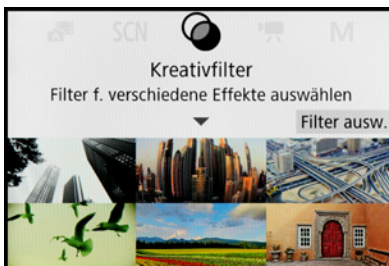 SCN
M
Kreativfilter
Filter f. verschiedene Effekte auswählen
Filter ausw.